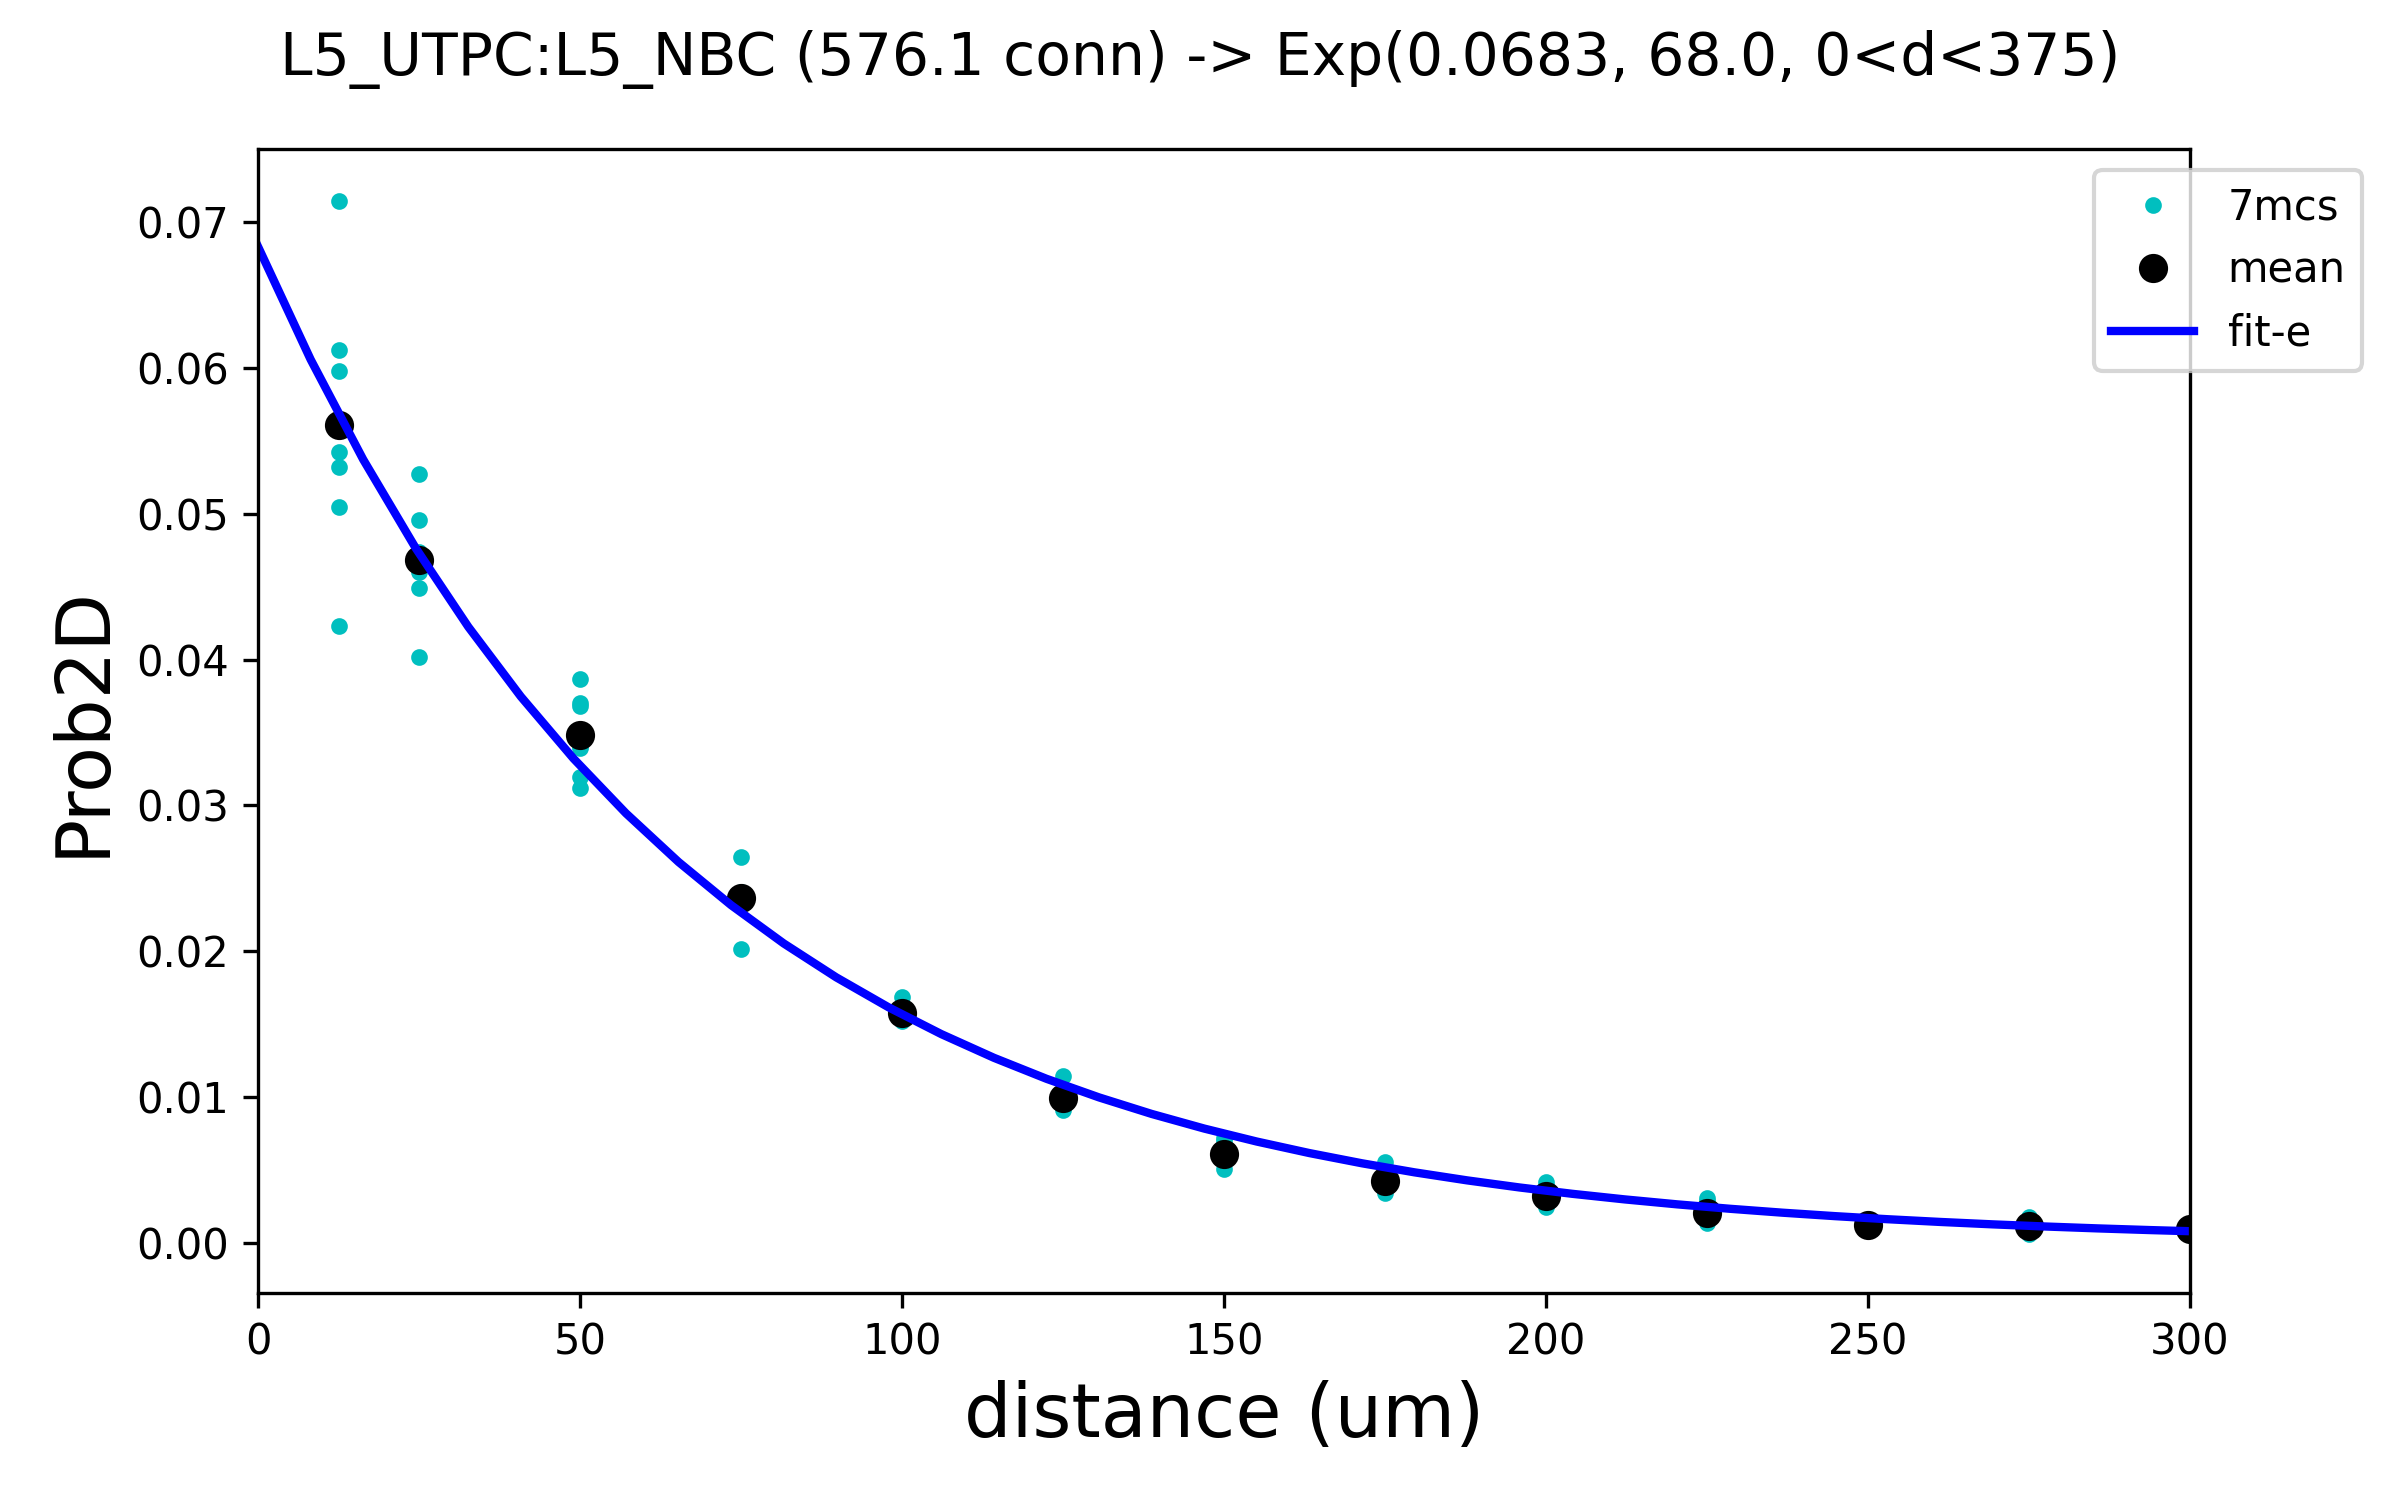 L5_UTPC:L5_NBC (576.1 conn) -> Exp(0.0683, 68.0, 0<d<375)
7mcs
mean
fit-e
0.07
0.06
0.05
0.04
0.03
0.02
0.01
0.00
Prob2D
0 50 100 150 200 250 300
distance (um)